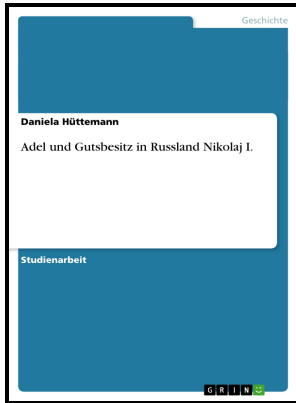 Geschichte
Daniela Hüttemann
Adel und Gutsbesitz in Russland Nikolaj I.
Studienarbeit
GRIN